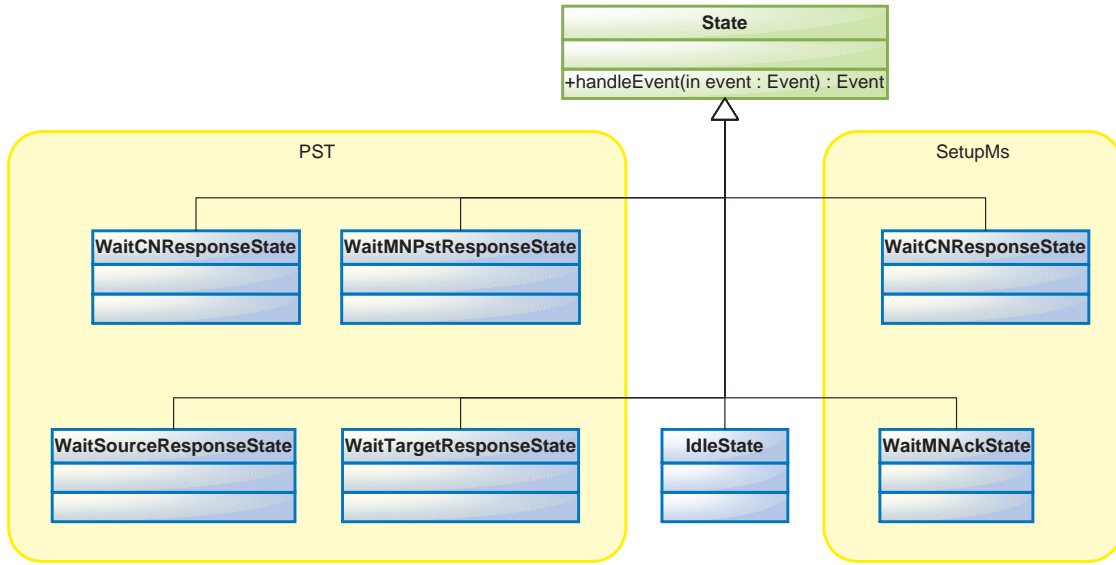 State
+handleEvent(in event : Event) : Event
PST
SetupMs
WaitCNResponseState
WaitMNPstResponseState
WaitCNResponseState
WaitSourceResponseState
WaitTargetResponseState
IdleState
WaitMNAckState